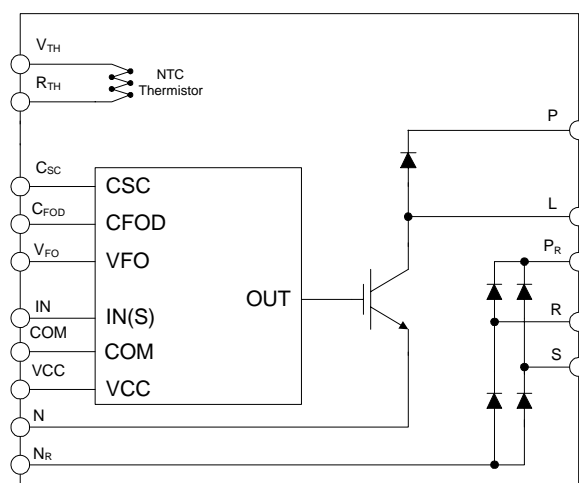 VTH
RTH
NTC
Thermistor
P
CSC
CSC
CFOD
CFOD
L
VFO
VFO
PR
OUT
IN
IN(S)
R
COM
COM
S
VCC
VCC
N
NR